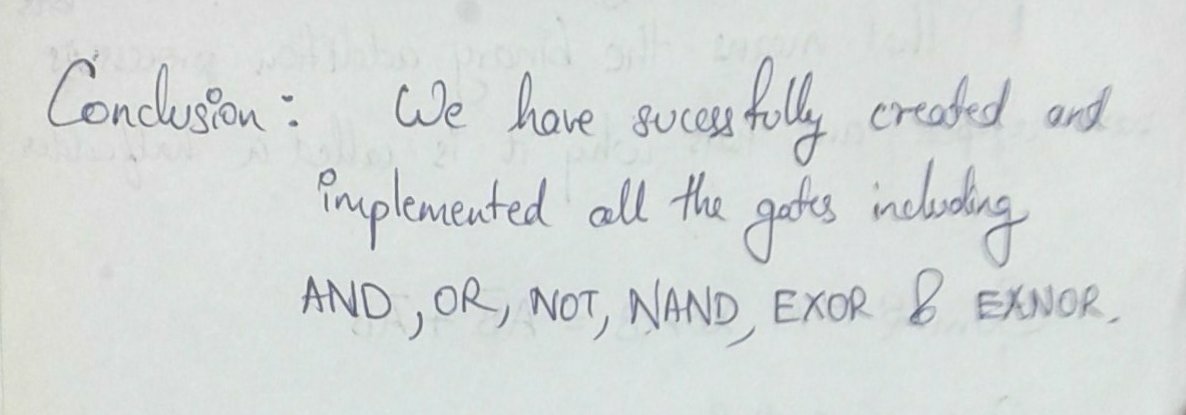 Conclusion: We have sucessfully created and
implemented all the gates including
AND, OR, NOT, NAND, EXOR & EXNOR.